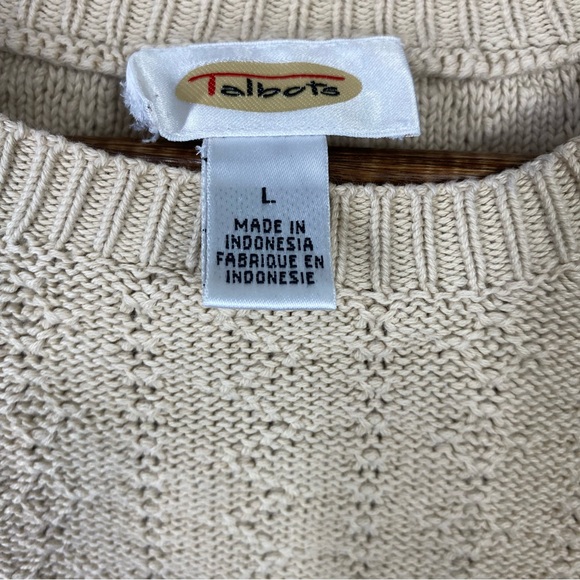 Talbots
L
MADE IN
INDONESIA
FABRIQUE EN
INDONESIE